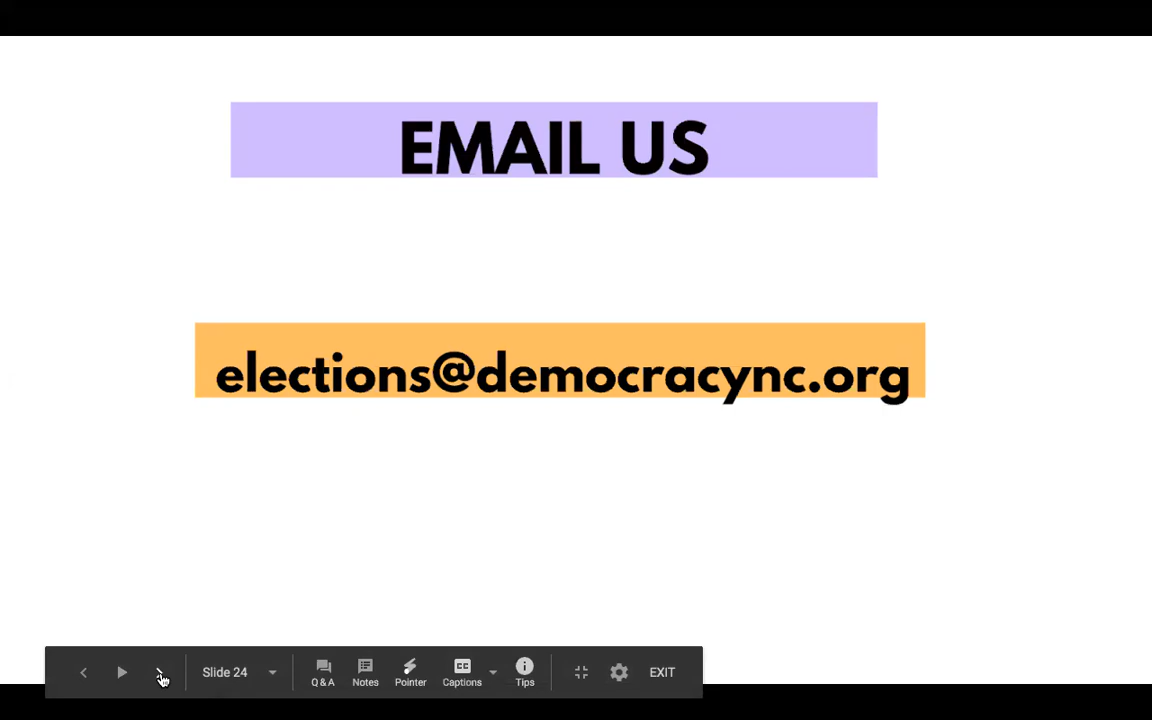 EMAIL US
elections@democracync.org
Slide 24
Q & A
Notes
Pointer
Captions
Tips
EXIT